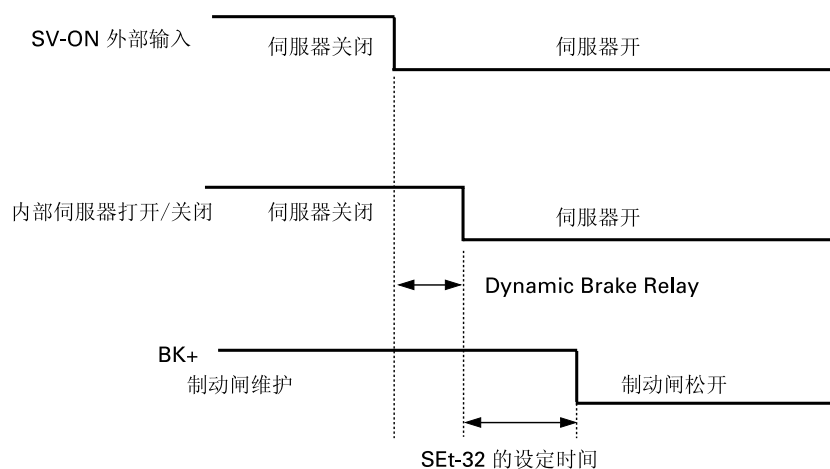 SV-ON 外部输入
伺服器关闭
伺服器开
内部伺服器打开/关闭
伺服器关闭
伺服器开
Dynamic Brake Relay
BK+
制动闸维护
制动闸松开
SEt-32 的设定时间